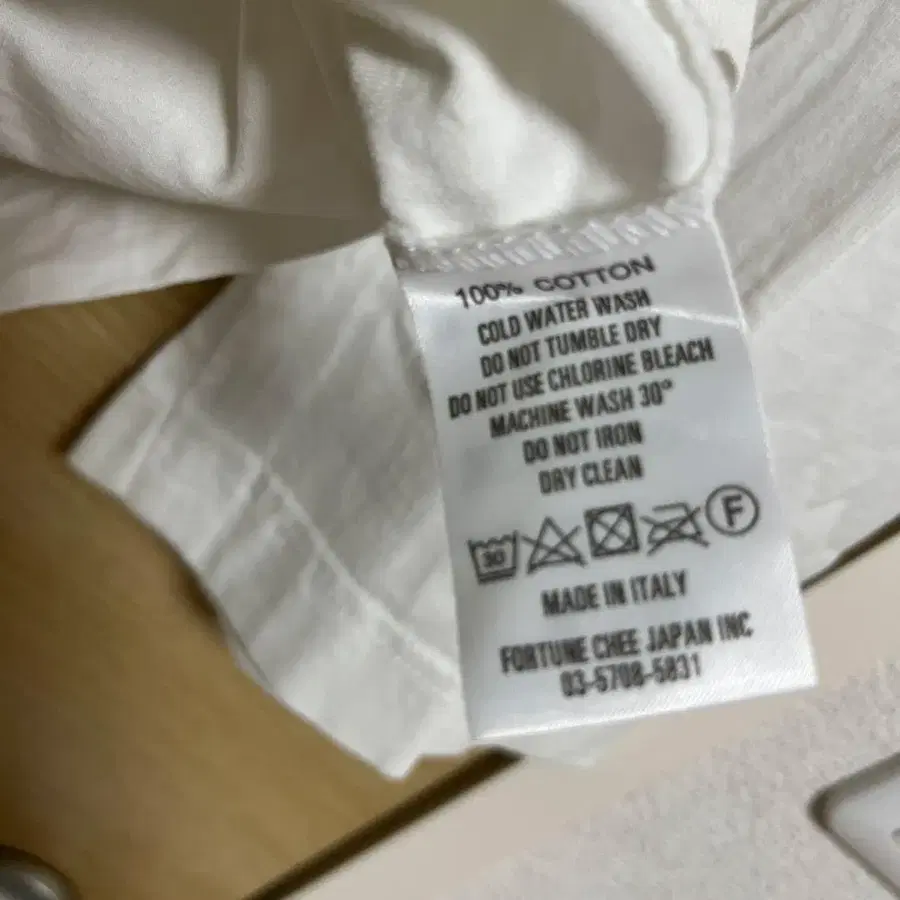 100% COTTON
COLD WATER WASH
DO NOT TUMBLE DRY
DO NOT USE CHLORINE BLEACH
MACHINE WASH 30°
DO NOT IRON
DRY CLEAN
30° F
MADE IN ITALY
FORTUNE CHEE JAPAN INC
03-5708-5831